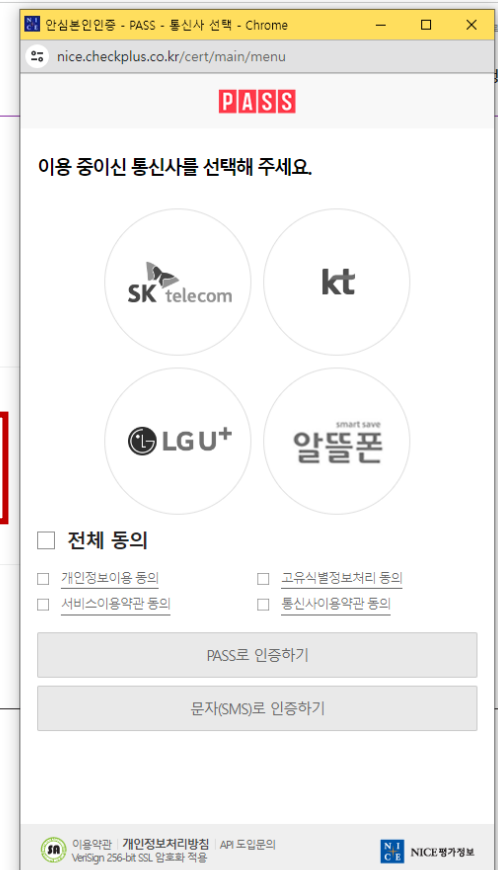 안심본인인증 - PASS - 통신사 선택 - Chrome
nice.checkplus.co.kr/cert/main/menu
PASS
이용 중이신 통신사를 선택해 주세요.
SK telecom
kt
LG U+
smart save
알뜰폰
전체 동의
개인정보이용 동의
고유식별정보처리 동의
서비스이용약관 동의
통신사이용약관 동의
PASS로 인증하기
문자(SMS)로 인증하기
이용약관 | 개인정보처리방침 | API 도입문의
VeriSign 256-bit SSL 암호화 적용
NICE NICE평가정보